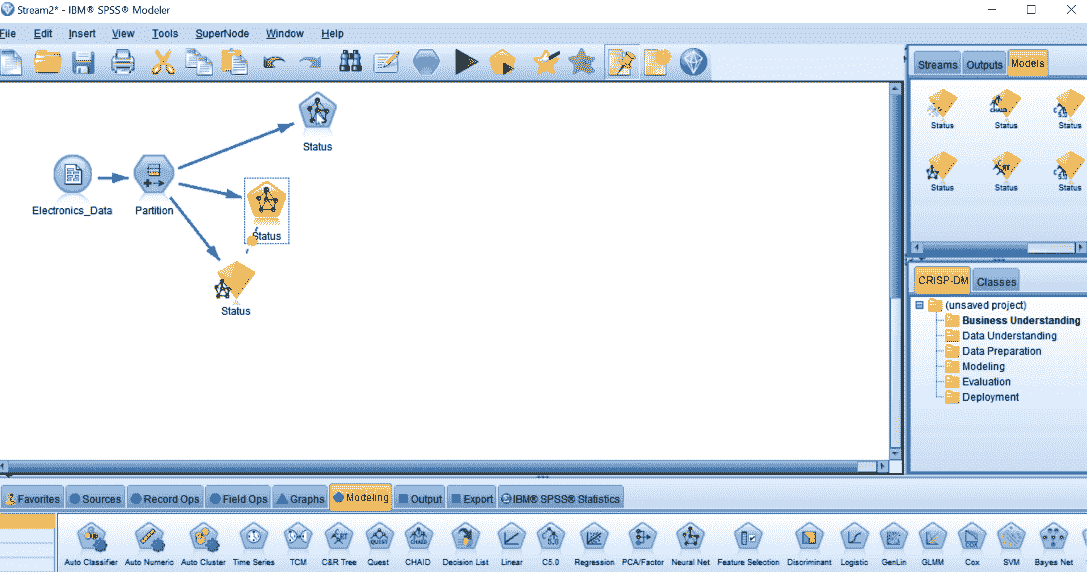 Stream2* - IBM® SPSS® Modeler
File Edit Insert View Tools SuperNode Window Help
Streams Outputs Models
Status Status Status
Status Status Status
Status
Electronics_Data Partition
Status
Status
CRISP-DM Classes
(unsaved project)
Business Understanding
Data Understanding
Data Preparation
Modeling
Evaluation
Deployment
Favorites Sources Record Ops Field Ops Graphs Modeling Output Export IBM® SPSS® Statistics
Auto Classifier Auto Numeric Auto Cluster Time Series TCM C&R Tree Quest CHAID Decision List Linear C5.0 Regression PCA/Factor Neural Net Feature Selection Discriminant Logistic GenLin GLMM Cox SVM Bayes Net